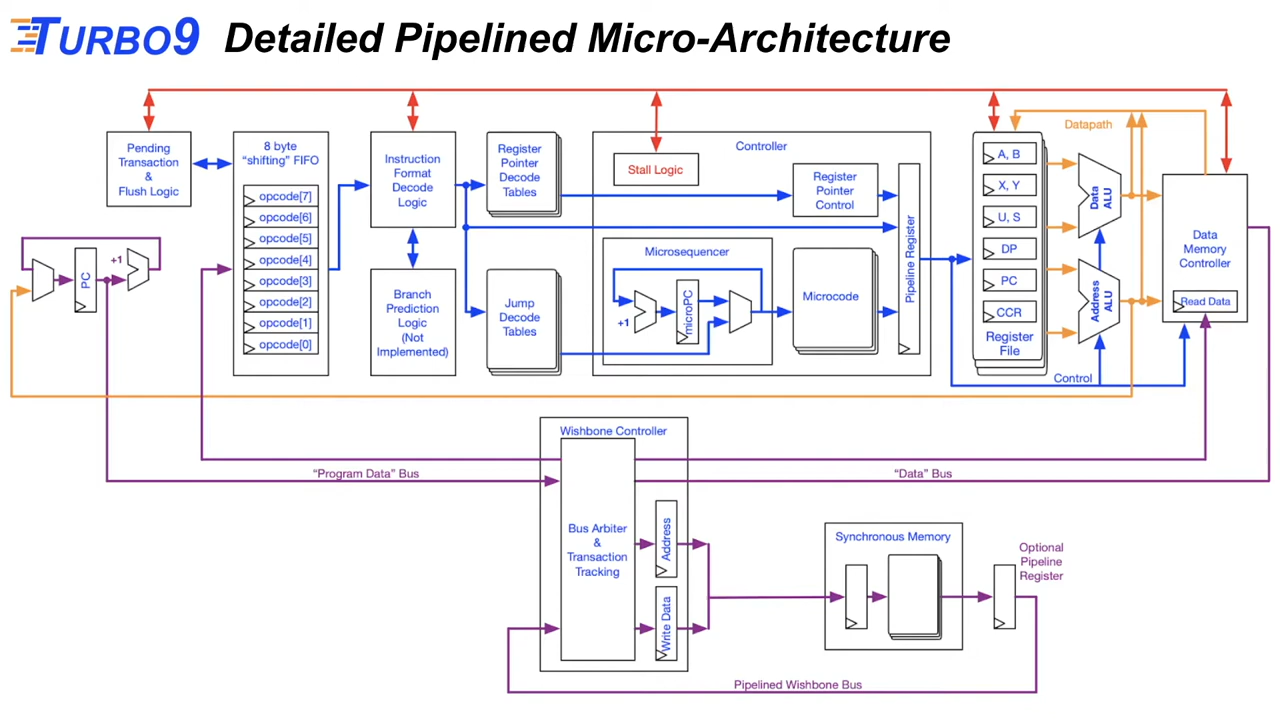 TURBO9
Detailed Pipelined Micro-Architecture
Pending
Transaction
&
Flush Logic
8 byte
“shifting” FIFO
opcode[7]
opcode[6]
opcode[5]
opcode[4]
opcode[3]
opcode[2]
opcode[1]
opcode[0]
PC
+1
Instruction
Format
Decode
Logic
Branch
Prediction
Logic
(Not
Implemented)
Register
Pointer
Decode
Tables
Jump
Decode
Tables
Controller
Stall Logic
Register
Pointer
Control
Microsequencer
+1
microPC
Microcode
Pipeline Register
A, B
X, Y
U, S
DP
PC
CCR
Register
File
Datapath
Data
ALU
Address
ALU
Control
Data
Memory
Controller
Read Data
Wishbone Controller
“Program Data” Bus
“Data” Bus
Bus Arbiter
&
Transaction
Tracking
Address
Write Data
Synchronous Memory
Optional
Pipeline
Register
Pipelined Wishbone Bus